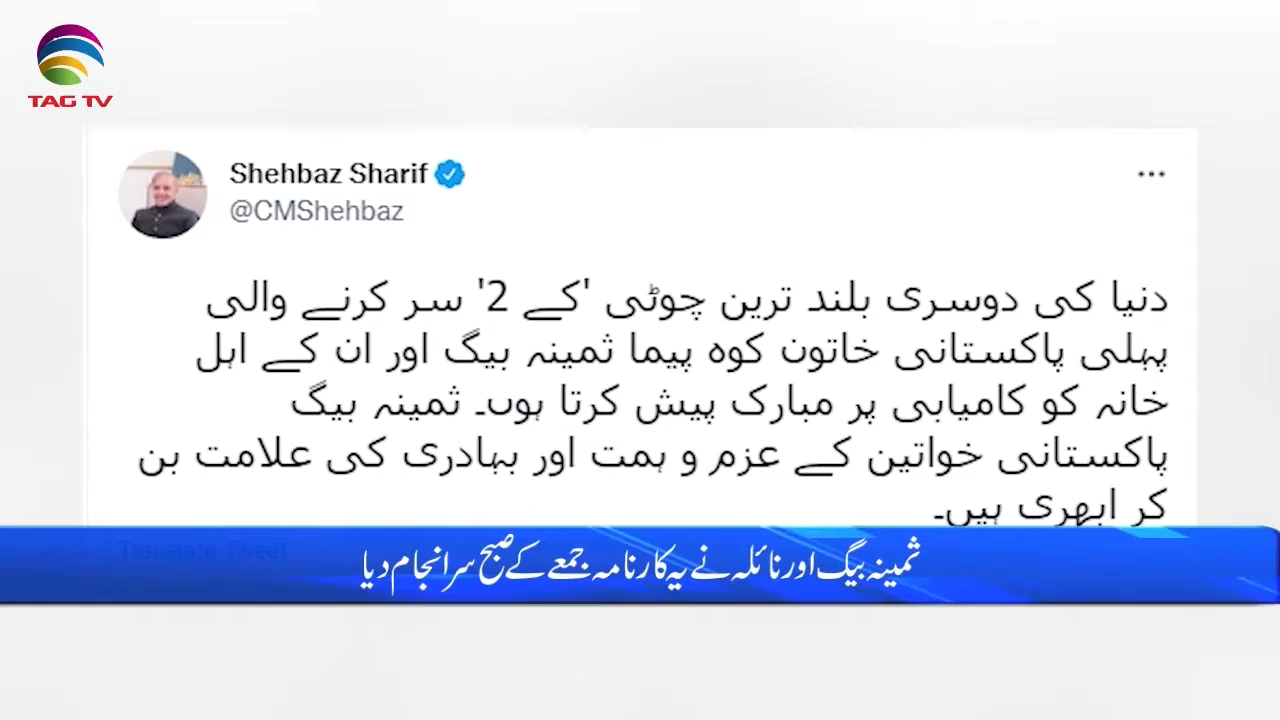 TAG TV
Shehbaz Sharif
@CMShehbaz
دنیا کی دوسری بلند ترین چوٹی 'کے 2' سر کرنے والی
پہلی پاکستانی خاتون کوہ پیما ثمینہ بیگ اور ان کے اہل
خانہ کو کامیابی پر مبارک پیش کرتا ہوں۔ ثمینہ بیگ
پاکستانی خواتین کے عزم و ہمت اور بہادری کی علامت بن
کر ابھری ہیں۔
Translate Tweet
ثمینہ بیگ اور نائلہ نے یہ کارنامہ جمعے کے صبح سرانجام دیا